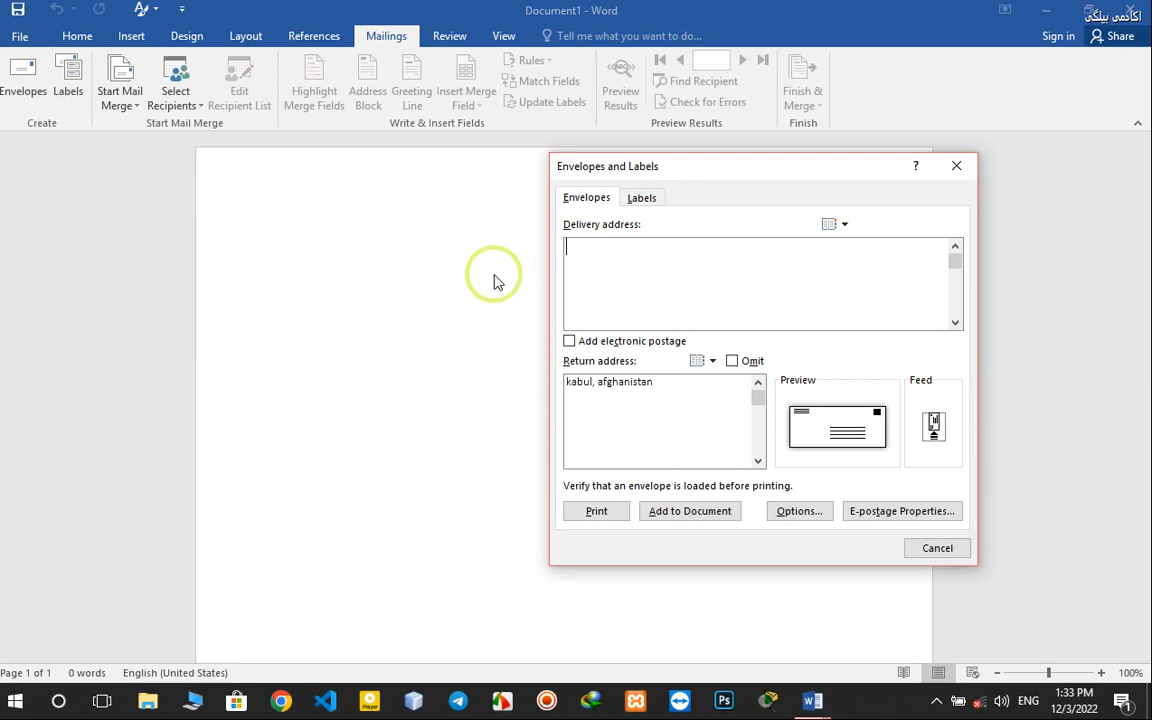 Document1 - Word
اکادمی بیلگی
File Home Insert Design Layout References Mailings Review View Tell me what you want to do... Sign in Share
Envelopes Labels
Create
Start Mail Merge
Select Recipients
Edit Recipient List
Start Mail Merge
Highlight Merge Fields
Address Block
Greeting Line
Insert Merge Field
Rules
Match Fields
Update Labels
Write & Insert Fields
ABC
Preview Results
Find Recipient
Check for Errors
Preview Results
Finish & Merge
Finish
Envelopes and Labels ?
Envelopes Labels
Delivery address:
Add electronic postage
Return address: Omit
kabul, afghanistan
Preview
Feed
Verify that an envelope is loaded before printing.
Print Add to Document Options... E-postage Properties...
Cancel
Page 1 of 1 0 words English (United States) 100%
Player Ps ENG 1:33 PM
12/3/2022 1